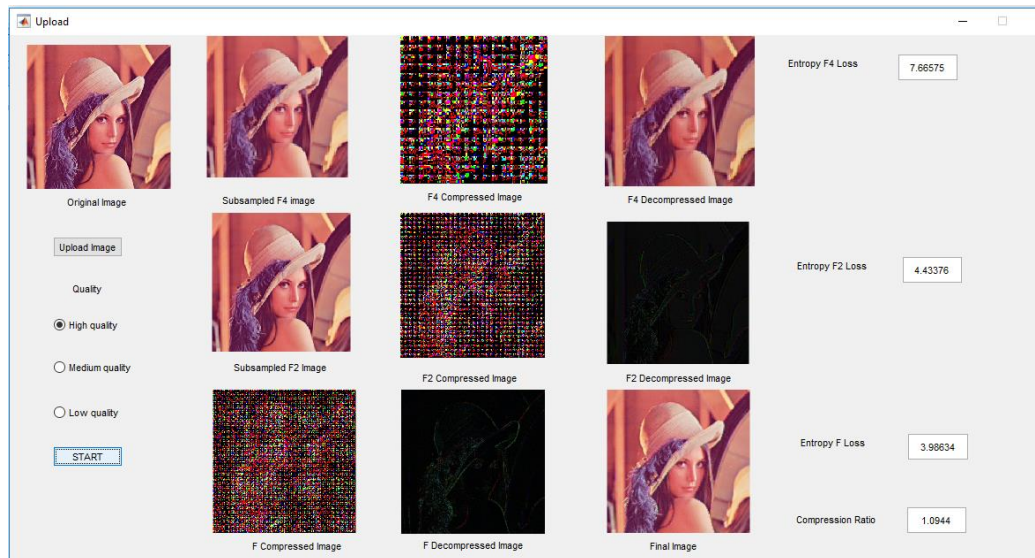 Upload
Entropy F4 Loss
7.66575
Original Image
Subsampled F4 image
F4 Compressed Image
F4 Decompressed Image
Upload Image
Entropy F2 Loss
4.43376
Quality
High quality
Medium quality
Subsampled F2 Image
F2 Compressed Image
F2 Decompressed Image
Low quality
START
Entropy F Loss
3.98634
Compression Ratio
1.0944
F Compressed Image
F Decompressed Image
Final Image